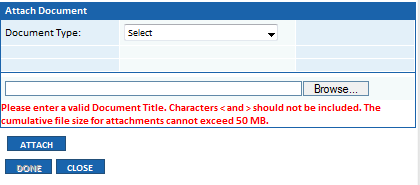 Attach Document
Document Type: Select
Browse...
Please enter a valid Document Title. Characters < and > should not be included. The
cumulative file size for attachments cannot exceed 50 MB.
ATTACH
DONE CLOSE